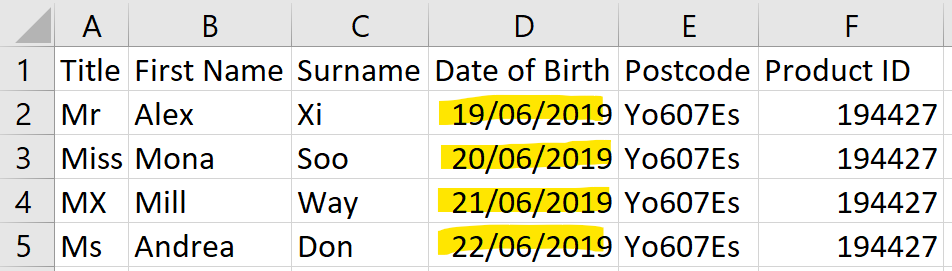 A B C D E F
1 Title First Name Surname Date of Birth Postcode Product ID
2 Mr Alex Xi 19/06/2019 Yo607Es 194427
3 Miss Mona Soo 20/06/2019 Yo607Es 194427
4 MX Mill Way 21/06/2019 Yo607Es 194427
5 Ms Andrea Don 22/06/2019 Yo607Es 194427